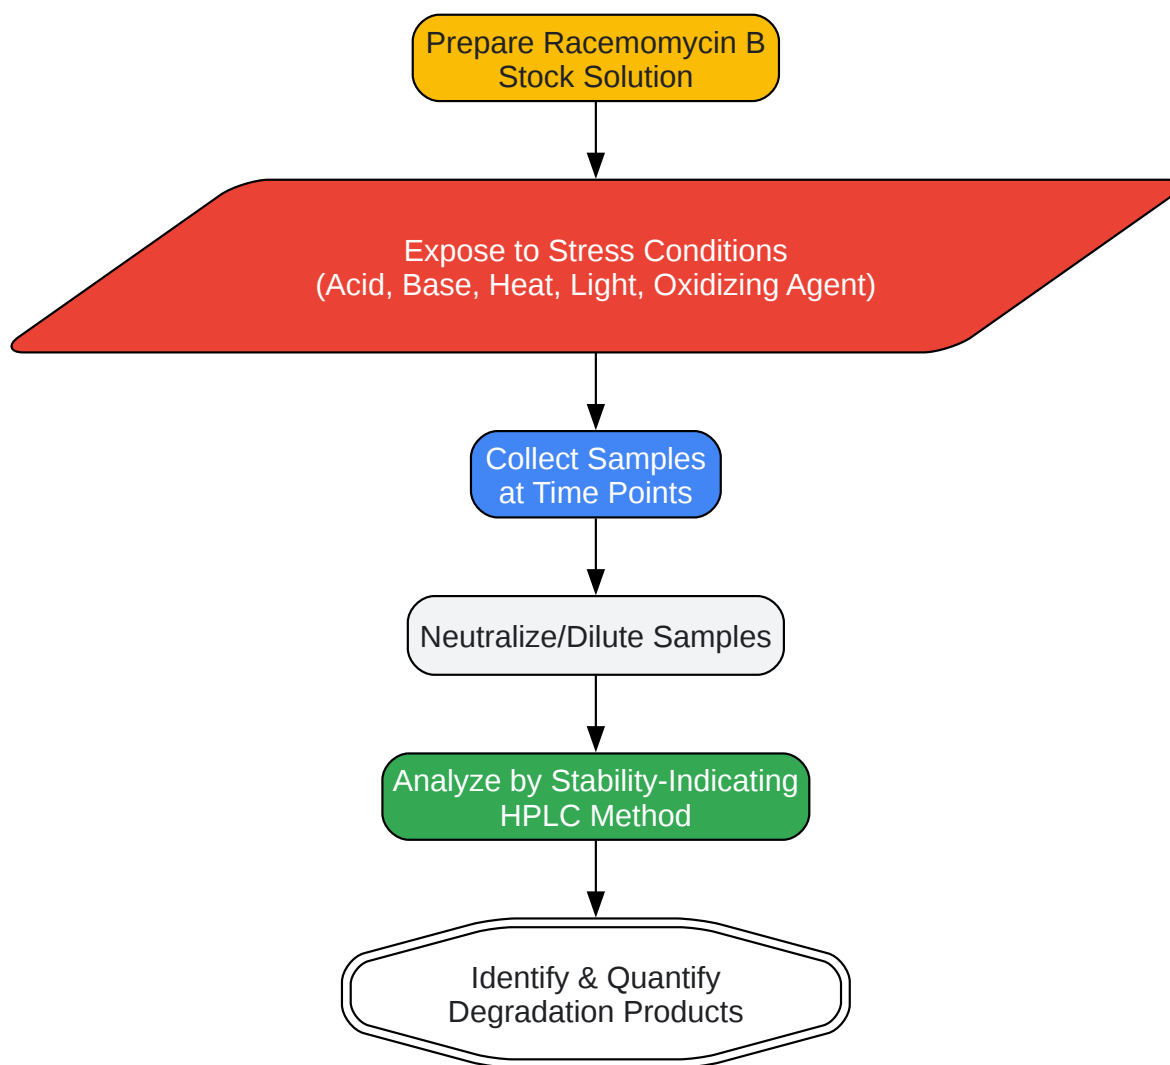 Prepare Racemomycin B
Stock Solution
Expose to Stress Conditions
(Acid, Base, Heat, Light, Oxidizing Agent)
Collect Samples
at Time Points
Neutralize/Dilute Samples
Analyze by Stability-Indicating
HPLC Method
Identify & Quantify
Degradation Products